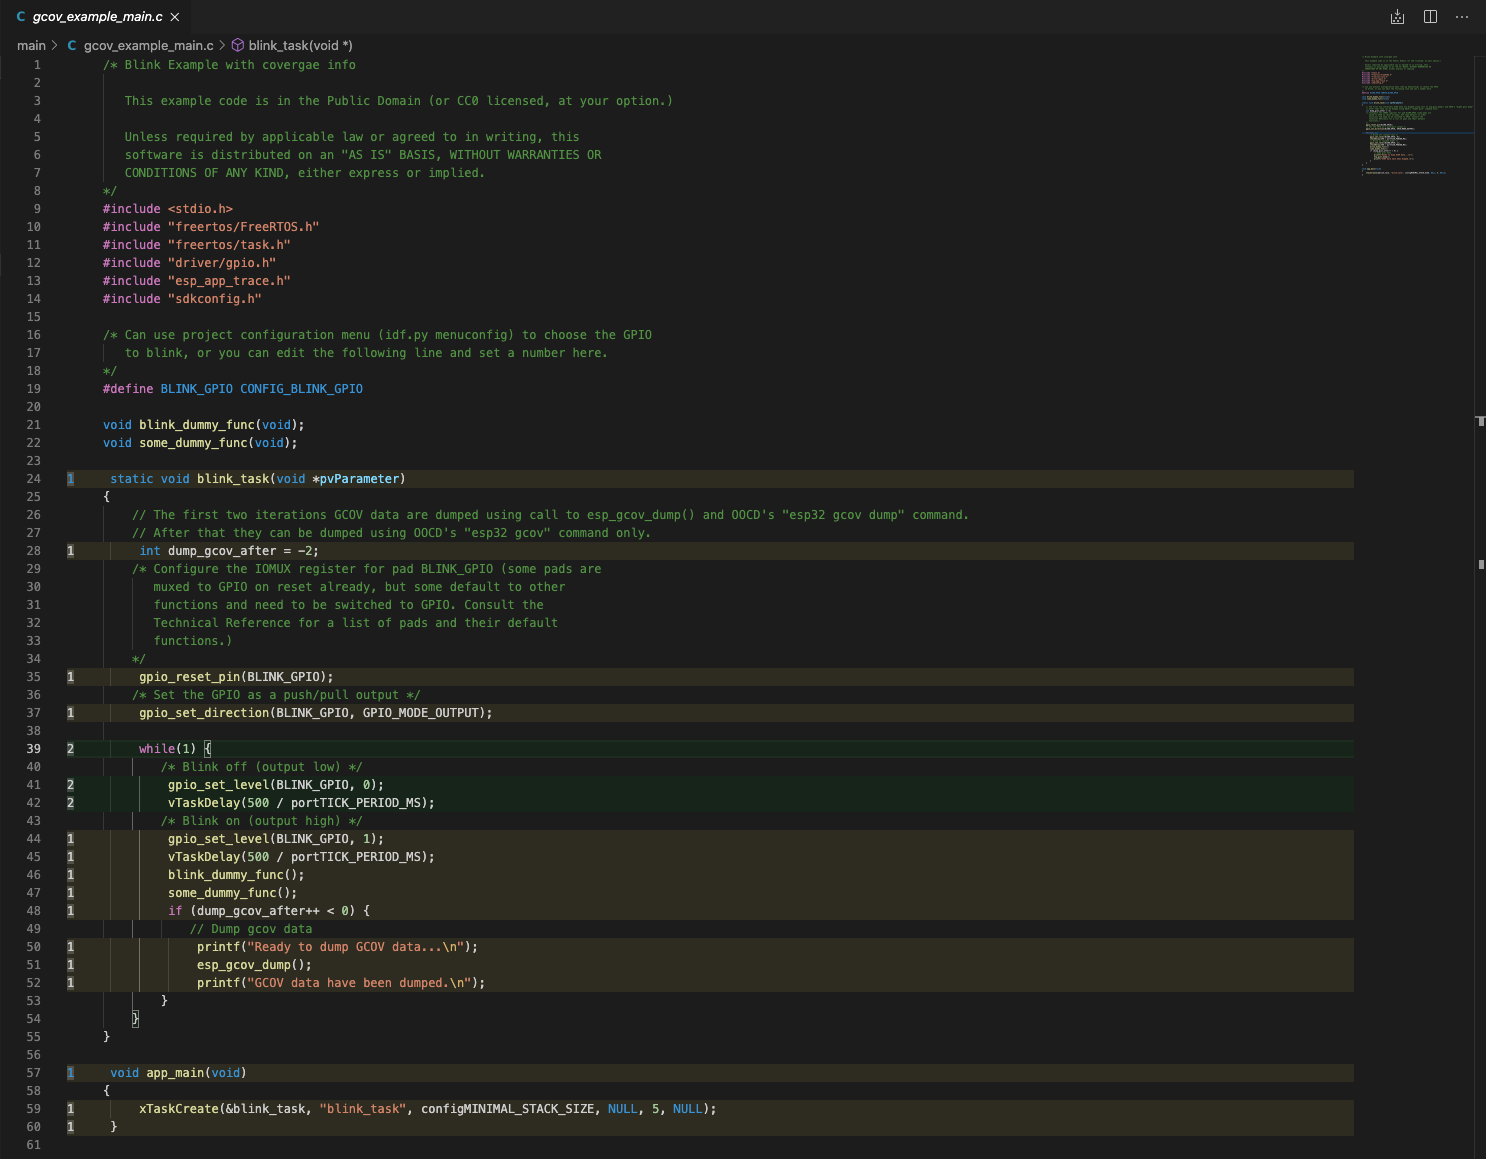 C gcov_example_main.c ×
main > C gcov_example_main.c > blink_task(void *)
1 /* Blink Example with covergae info
2
3 This example code is in the Public Domain (or CC0 licensed, at your option.)
4
5 Unless required by applicable law or agreed to in writing, this
6 software is distributed on an "AS IS" BASIS, WITHOUT WARRANTIES OR
7 CONDITIONS OF ANY KIND, either express or implied.
8 */
9 #include <stdio.h>
10 #include "freertos/FreeRTOS.h"
11 #include "freertos/task.h"
12 #include "driver/gpio.h"
13 #include "esp_app_trace.h"
14 #include "sdkconfig.h"
15
16 /* Can use project configuration menu (idf.py menuconfig) to choose the GPIO
17 to blink, or you can edit the following line and set a number here.
18 */
19 #define BLINK_GPIO CONFIG_BLINK_GPIO
20
21 void blink_dummy_func(void);
22 void some_dummy_func(void);
23
24 1 static void blink_task(void *pvParameter)
25 {
26 // The first two iterations GCOV data are dumped using call to esp_gcov_dump() and OOCD's "esp32 gcov dump" command.
27 // After that they can be dumped using OOCD's "esp32 gcov" command only.
28 1 int dump_gcov_after = -2;
29 /* Configure the IOMUX register for pad BLINK_GPIO (some pads are
30 muxed to GPIO on reset already, but some default to other
31 functions and need to be switched to GPIO. Consult the
32 Technical Reference for a list of pads and their default
33 functions.)
34 */
35 1 gpio_reset_pin(BLINK_GPIO);
36 /* Set the GPIO as a push/pull output */
37 1 gpio_set_direction(BLINK_GPIO, GPIO_MODE_OUTPUT);
38
39 2 while(1) {
40 /* Blink off (output low) */
41 2 gpio_set_level(BLINK_GPIO, 0);
42 2 vTaskDelay(500 / portTICK_PERIOD_MS);
43 /* Blink on (output high) */
44 1 gpio_set_level(BLINK_GPIO, 1);
45 1 vTaskDelay(500 / portTICK_PERIOD_MS);
46 1 blink_dummy_func();
47 1 some_dummy_func();
48 1 if (dump_gcov_after++ < 0) {
49 // Dump gcov data
50 1 printf("Ready to dump GCOV data...\n");
51 1 esp_gcov_dump();
52 1 printf("GCOV data have been dumped.\n");
53 }
54 }
55 }
56
57 1 void app_main(void)
58 {
59 1 xTaskCreate(&blink_task, "blink_task", configMINIMAL_STACK_SIZE, NULL, 5, NULL);
60 1 }
61